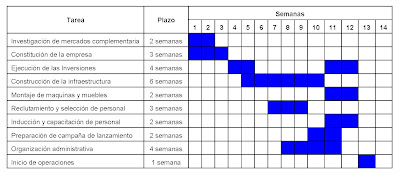 Tarea Plazo Semanas
1 2 3 4 5 6 7 8 9 10 11 12 13 14
Investigación de mercados complementaria 2 semanas
Constitución de la empresa 3 semanas
Ejecución de las Inversiones 4 semanas
Construcción de la infraestructura 6 semanas
Montaje de maquinas y muebles 2 semanas
Reclutamiento y selección de personal 3 semanas
Inducción y capacitación de personal 2 semanas
Preparación de campaña de lanzamiento 2 semanas
Organización administrativa 4 semanas
Inicio de operaciones 1 semana